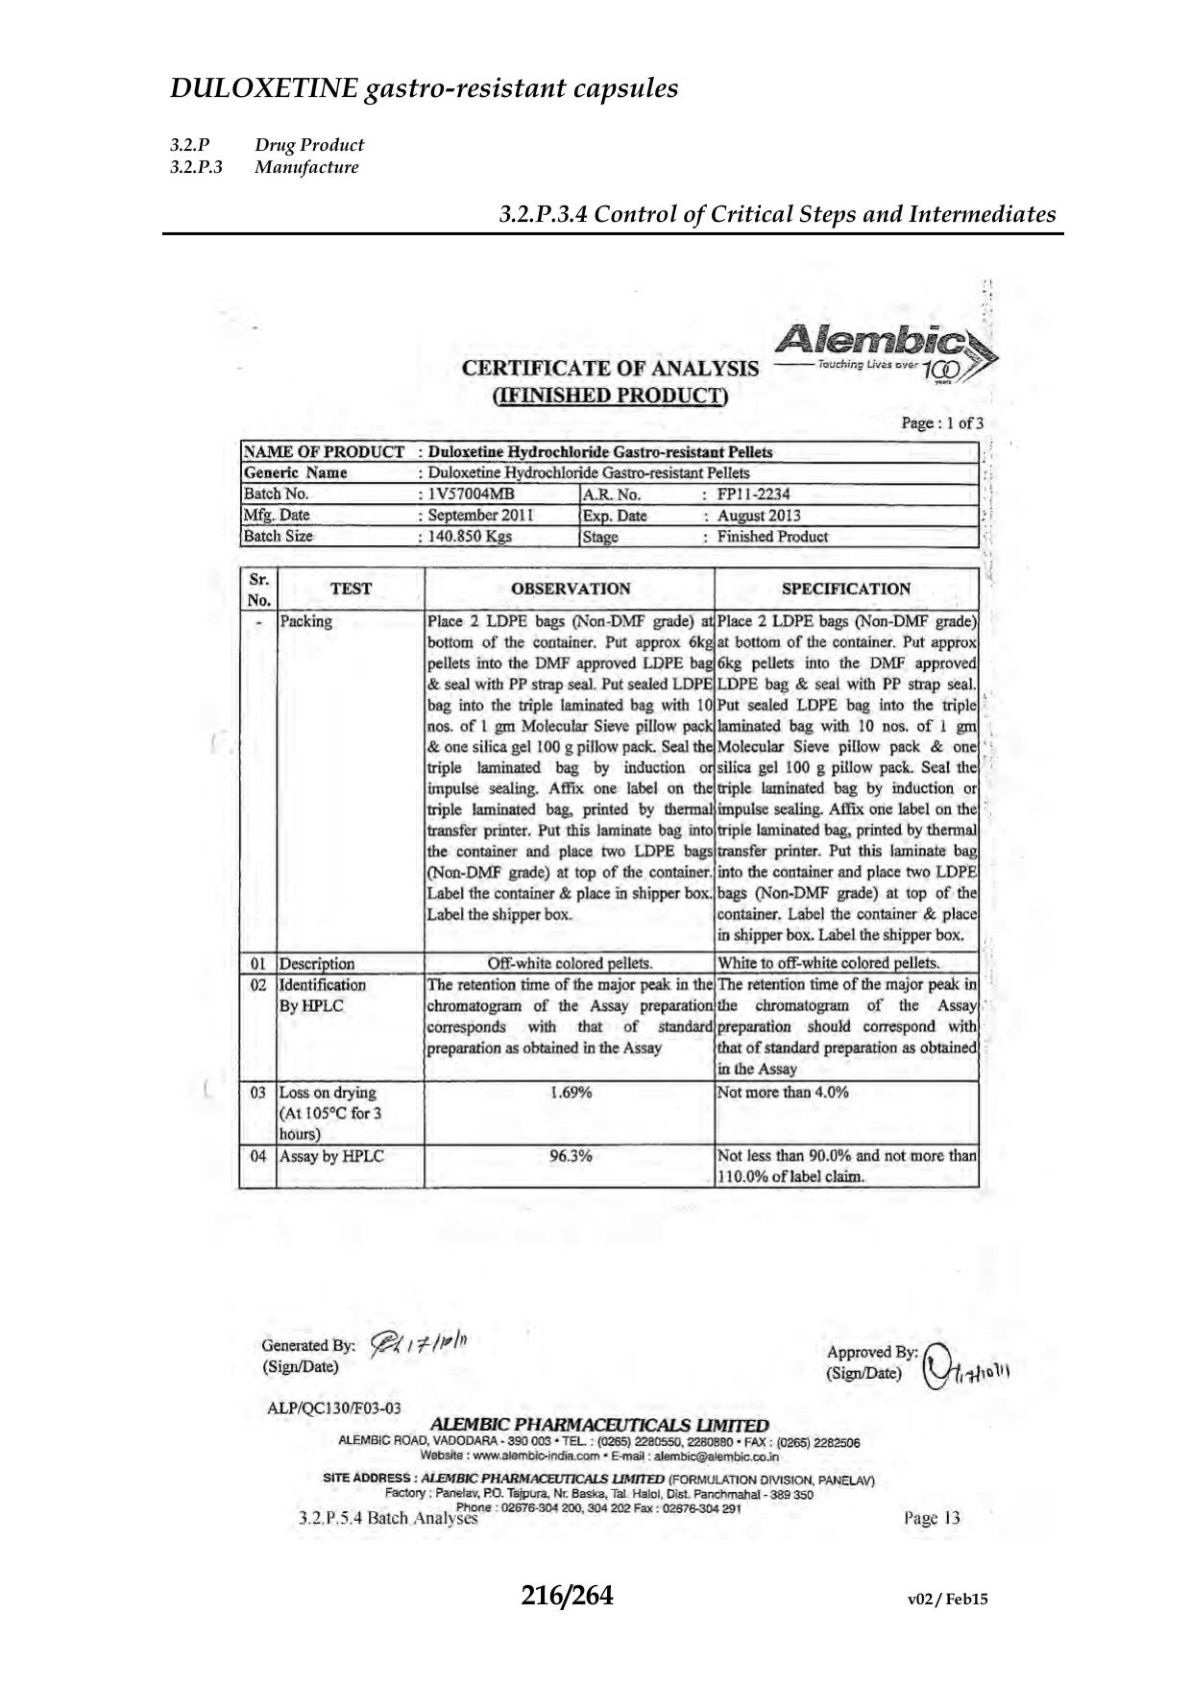 DULOXETINE gastro-resistant capsules
3.2.P Drug Product
3.2.P.3 Manufacture
3.2.P.3.4 Control of Critical Steps and Intermediates
Alembic
Touching Lives over 100 years
CERTIFICATE OF ANALYSIS
(IFINISHED PRODUCT)
Page : 1 of 3
NAME OF PRODUCT : Duloxetine Hydrochloride Gastro-resistant Pellets
Generic Name : Duloxetine Hydrochloride Gastro-resistant Pellets
Batch No. : 1V57004MB A.R. No. : FP11-2234
Mfg. Date : September 2011 Exp. Date : August 2013
Batch Size : 140.850 Kgs Stage : Finished Product
Sr. No. TEST OBSERVATION SPECIFICATION
- Packing
Place 2 LDPE bags (Non-DMF grade) at
bottom of the container. Put approx 6kg
pellets into the DMF approved LDPE bag
& seal with PP strap seal. Put sealed LDPE
bag into the triple laminated bag with 10
nos. of 1 gm Molecular Sieve pillow pack
& one silica gel 100 g pillow pack. Seal the
triple laminated bag by induction or
impulse sealing. Affix one label on the
triple laminated bag, printed by thermal
transfer printer. Put this laminate bag into
the container and place two LDPE bags
(Non-DMF grade) at top of the container.
Label the container & place in shipper box.
Label the shipper box.
Place 2 LDPE bags (Non-DMF grade)
at bottom of the container. Put approx
6kg pellets into the DMF approved
LDPE bag & seal with PP strap seal.
Put sealed LDPE bag into the triple
laminated bag with 10 nos. of 1 gm
Molecular Sieve pillow pack & one
silica gel 100 g pillow pack. Seal the
triple laminated bag by induction or
impulse sealing. Affix one label on the
triple laminated bag, printed by thermal
transfer printer. Put this laminate bag
into the container and place two LDPE
bags (Non-DMF grade) at top of the
container. Label the container & place
in shipper box. Label the shipper box.
01 Description Off-white colored pellets. White to off-white colored pellets.
02 Identification
By HPLC
The retention time of the major peak in the
chromatogram of the Assay preparation
corresponds with that of standard
preparation as obtained in the Assay
The retention time of the major peak in
the chromatogram of the Assay
preparation should correspond with
that of standard preparation as obtained
in the Assay
03 Loss on drying
(At 105°C for 3
hours)
1.69% Not more than 4.0%
04 Assay by HPLC 96.3% Not less than 90.0% and not more than
110.0% of label claim.
Generated By: 17/10/11
(Sign/Date)
Approved By:
(Sign/Date) 17/10/11
ALP/QC130/F03-03
ALEMBIC PHARMACEUTICALS LIMITED
ALEMBIC ROAD, VADODARA - 390 003 • TEL. : (0265) 2280550, 2280880 • FAX : (0265) 2282506
Website : www.alembic-india.com • E-mail : alembic@alembic.co.in
SITE ADDRESS : ALEMBIC PHARMACEUTICALS LIMITED (FORMULATION DIVISION, PANELAV)
Factory : Panelav, P.O. Tajpura, Nr. Baska, Tal. Halol, Dist. Panchmahal - 389 350
Phone : 02676-304 200, 304 202 Fax : 02676-304 291
3.2.P.5.4 Batch Analyses Page 13
216/264 v02 / Feb15